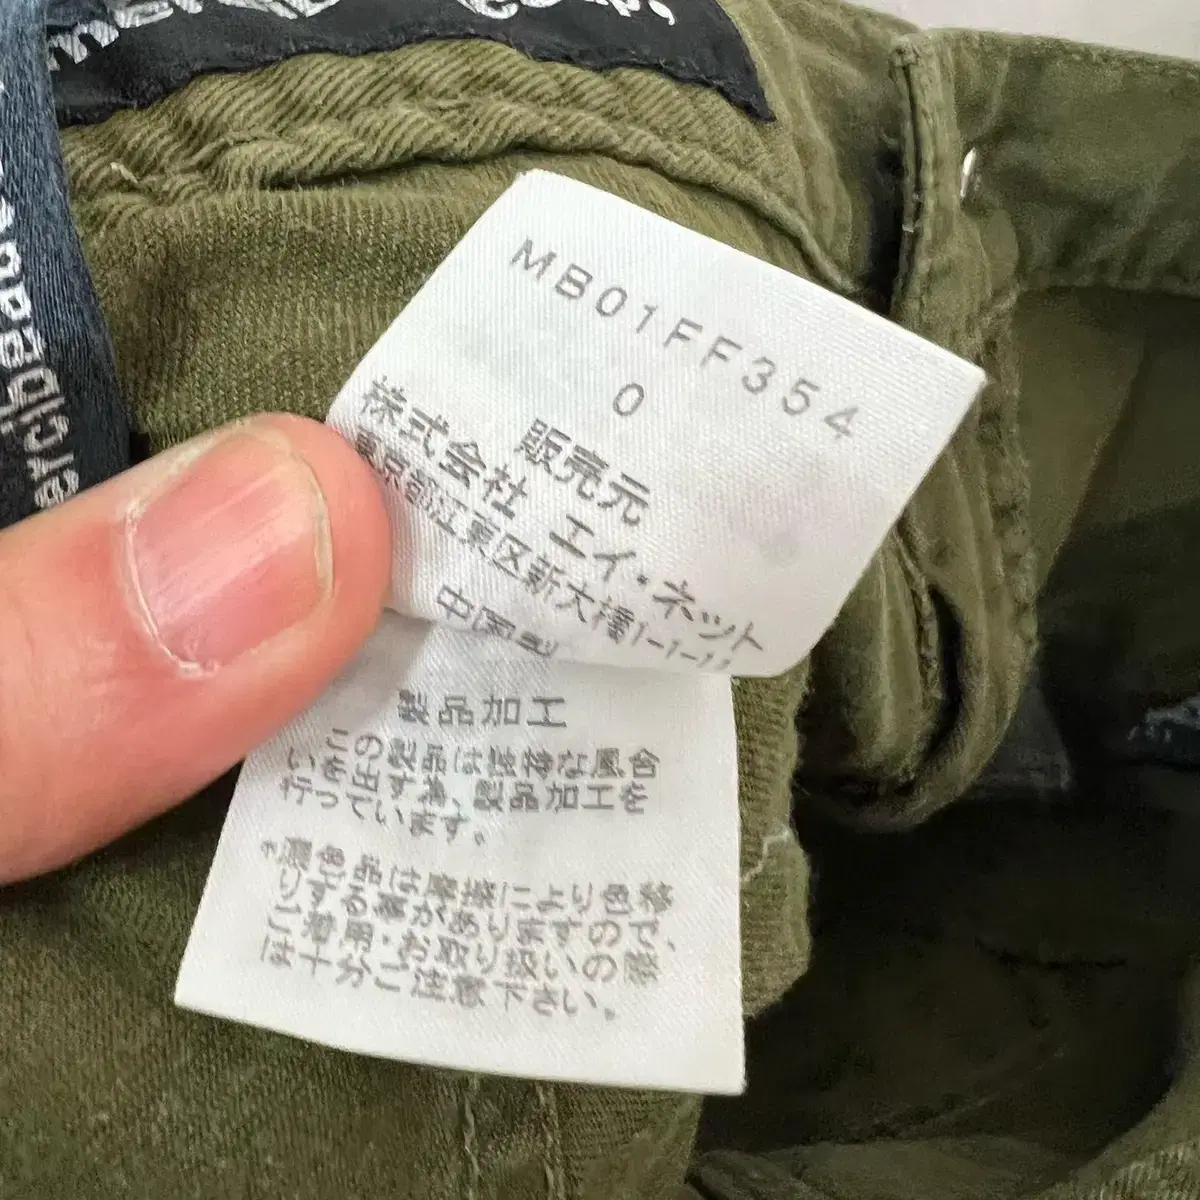 MB01FF354
0
販売元
株式会社 エイ・ネット
東京都江東区新大橋1-1-11
中国製
製品加工
この製品は独特な風合
いを出す為、製品加工を
行っています。
濃色品は摩擦により色移
りする事がありますので、
ご着用・お取り扱いの際
は十分ご注意下さい。